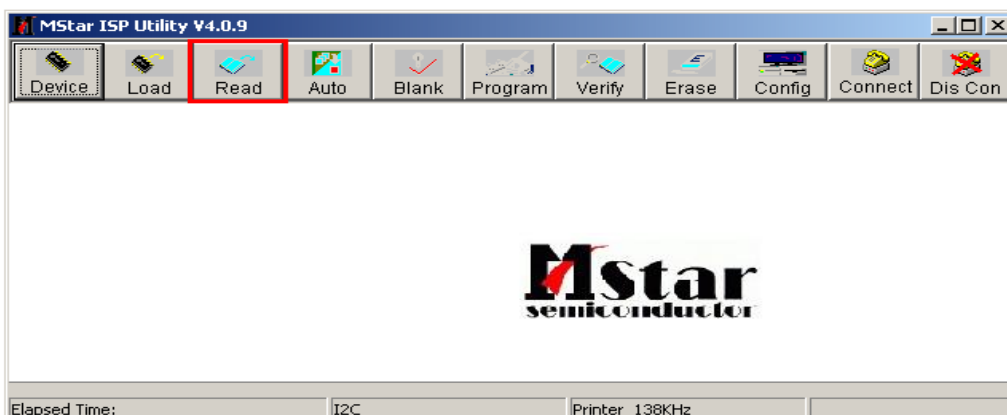 MStar ISP Utility V4.0.9
Device Load Read Auto Blank Program Verify Erase Config Connect Dis Con
MStar
semiconductor
Elapsed Time: I2C Printer 138KHz